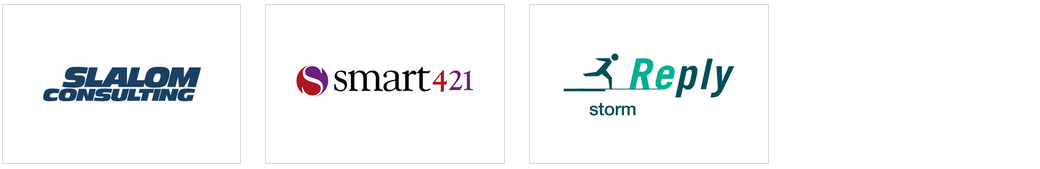 SLALOM
CONSULTING
smart421
Reply
storm